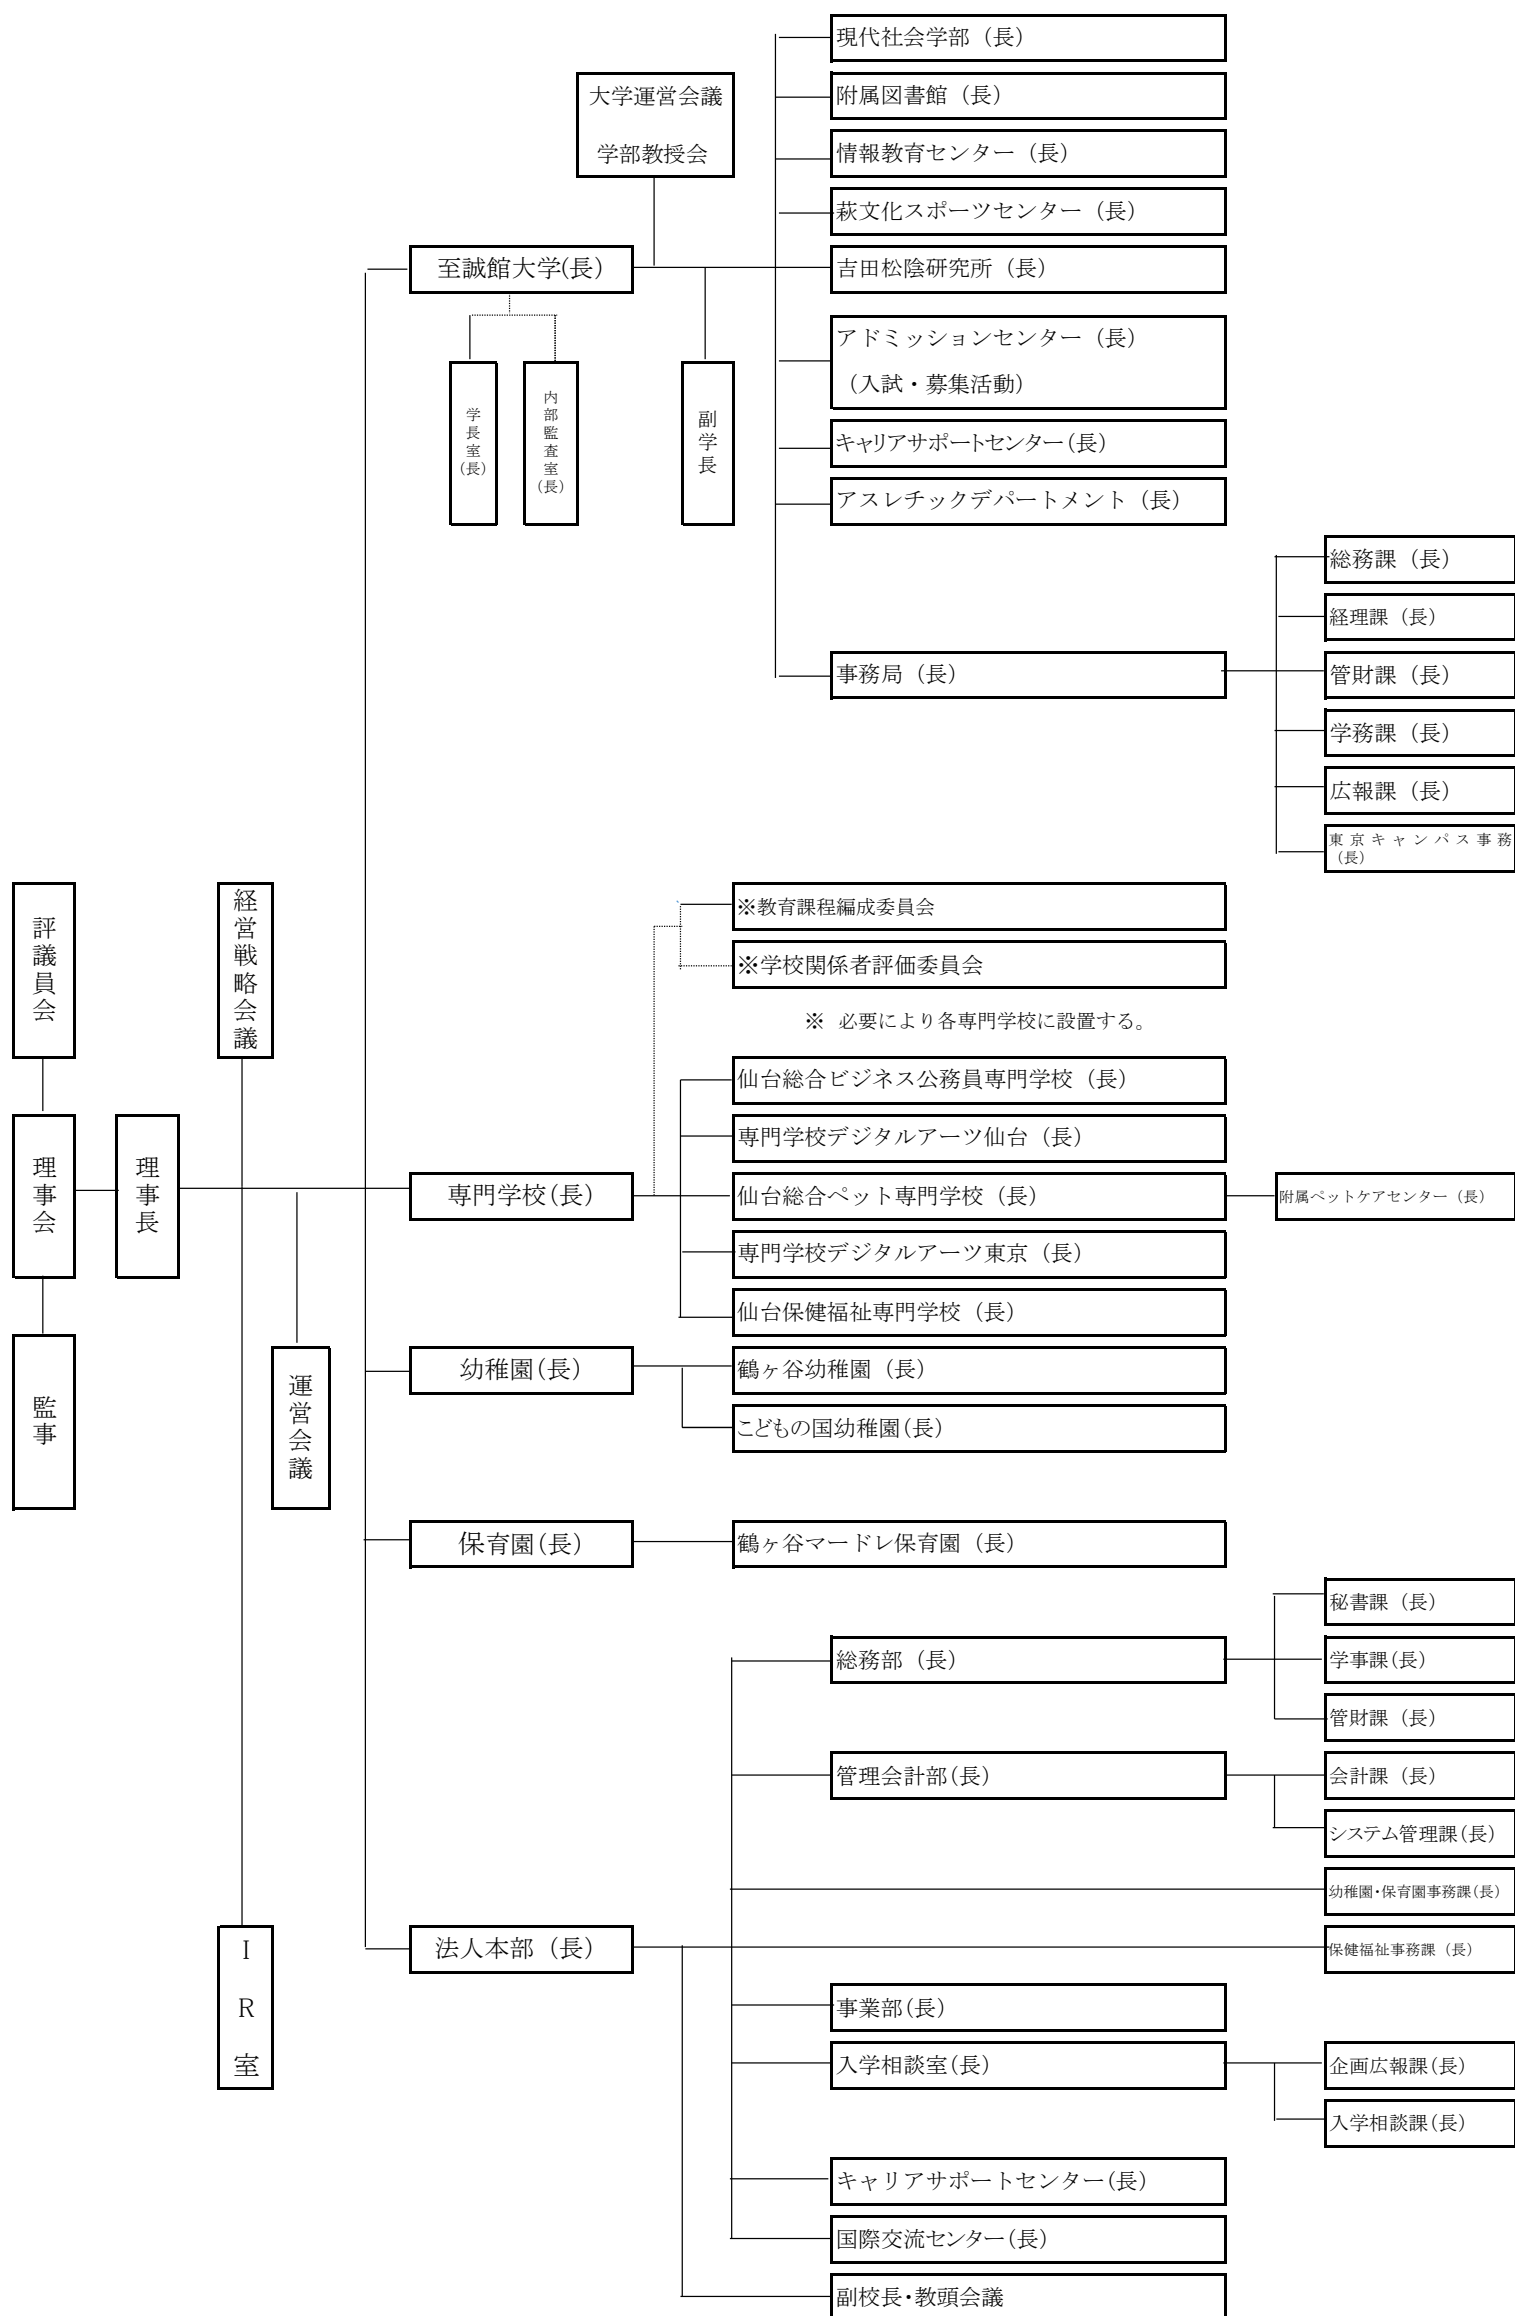 現代社会学部（長）
大学運営会議
学部教授会
附属図書館（長）
情報教育センター（長）
萩文化スポーツセンター（長）
至誠館大学(長）
吉田松陰研究所（長）
アドミッションセンター（長）
（入試・募集活動）
学長室（長）
内部監査室（長）
副学長
キャリアサポートセンター（長）
アスレチックデパートメント（長）
事務局（長）
総務課（長）
経理課（長）
管財課（長）
学務課（長）
広報課（長）
東京キャンパス事務
（長）
評議員会
経営戦略会議
※教育課程編成委員会
※学校関係者評価委員会
※ 必要により各専門学校に設置する。
理事会
理事長
専門学校（長）
仙台総合ビジネス公務員専門学校（長）
専門学校デジタルアーツ仙台（長）
仙台総合ペット専門学校（長）
附属ペットケアセンター（長）
専門学校デジタルアーツ東京（長）
仙台保健福祉専門学校（長）
監事
運営会議
幼稚園（長）
鶴ヶ谷幼稚園（長）
こどもの国幼稚園（長）
保育園（長）
鶴ヶ谷マードレ保育園（長）
総務部（長）
秘書課（長）
学事課（長）
管財課（長）
管理会計部（長）
会計課（長）
システム管理課（長）
幼稚園・保育園事務課（長）
ＩＲ室
法人本部（長）
保健福祉事務課（長）
事業部（長）
入学相談室（長）
企画広報課（長）
入学相談課（長）
キャリアサポートセンター（長）
国際交流センター（長）
副校長・教頭会議